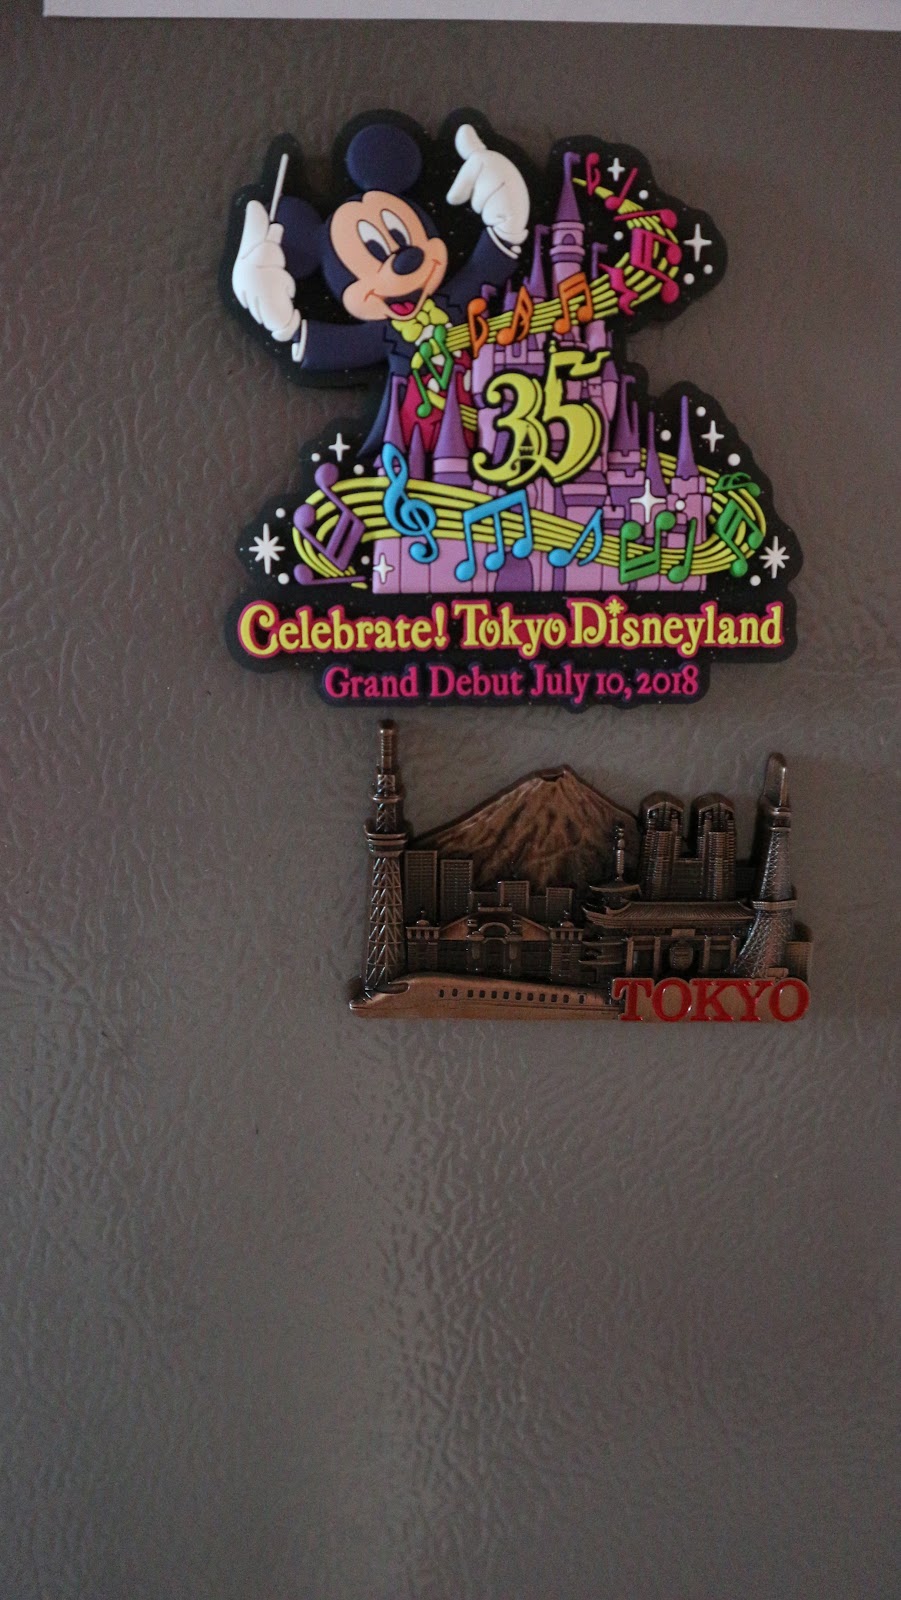 35
Celebrate! Tokyo Disneyland
Grand Debut July 10, 2018
TOKYO